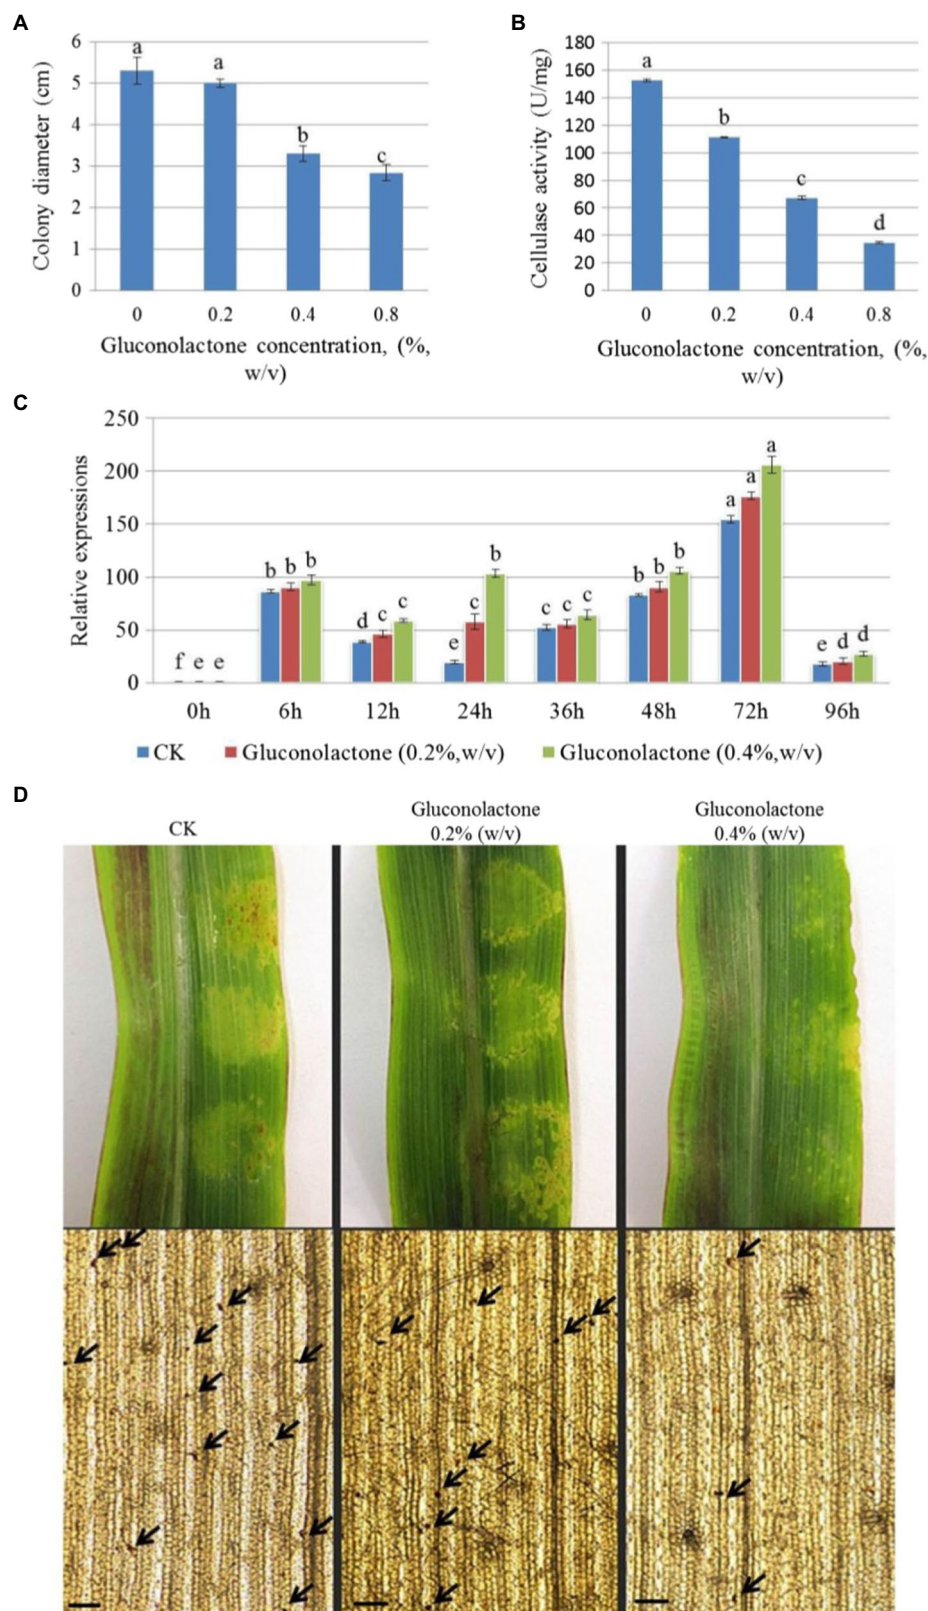 A
6
5
4
3
2
1
0
Colony diameter (cm)
a
a
b
c
0 0.2 0.4 0.8
Gluconolactone concentration, (%,
w/v)
B
180
160
140
120
100
80
60
40
20
0
Cellulase activity (U/mg)
a
b
c
d
0 0.2 0.4 0.8
Gluconolactone concentration, (%,
w/v)
C
250
200
150
100
50
0
Relative expressions
f e e
b b b
d c c
e c b
c c c
b b b
a a a
e d d
0h 6h 12h 24h 36h 48h 72h 96h
CK Gluconolactone (0.2%,w/v) Gluconolactone (0.4%,w/v)
D
CK
Gluconolactone
0.2% (w/v)
Gluconolactone
0.4% (w/v)